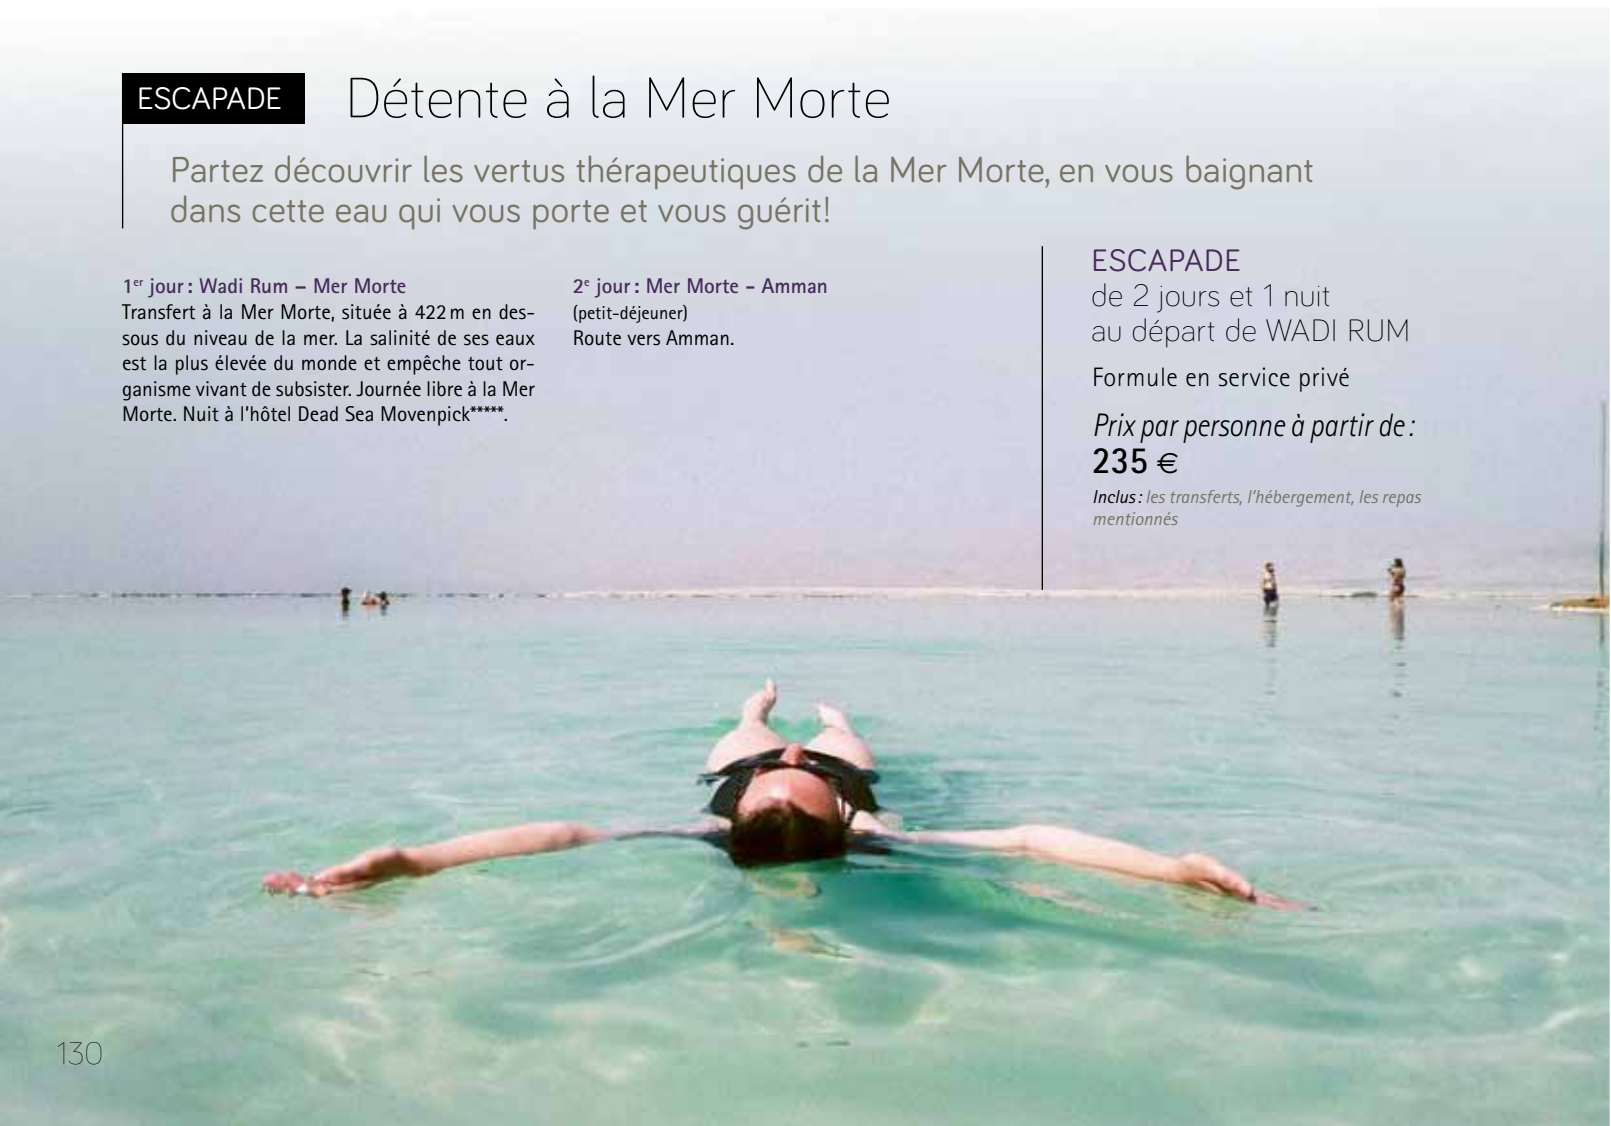 ESCAPADE
Détente à la Mer Morte
Partez découvrir les vertus thérapeutiques de la Mer Morte, en vous baignant
dans cette eau qui vous porte et vous guérit!
1er jour : Wadi Rum – Mer Morte
Transfert à la Mer Morte, située à 422 m en des-
sous du niveau de la mer. La salinité de ses eaux
est la plus élevée du monde et empêche tout or-
ganisme vivant de subsister. Journée libre à la Mer
Morte. Nuit à l'hôtel Dead Sea Movenpick*****.
2e jour : Mer Morte - Amman
(petit-déjeuner)
Route vers Amman.
ESCAPADE
de 2 jours et 1 nuit
au départ de WADI RUM
Formule en service privé
Prix par personne à partir de :
235 €
Inclus : les transferts, l'hébergement, les repas
mentionnés
130